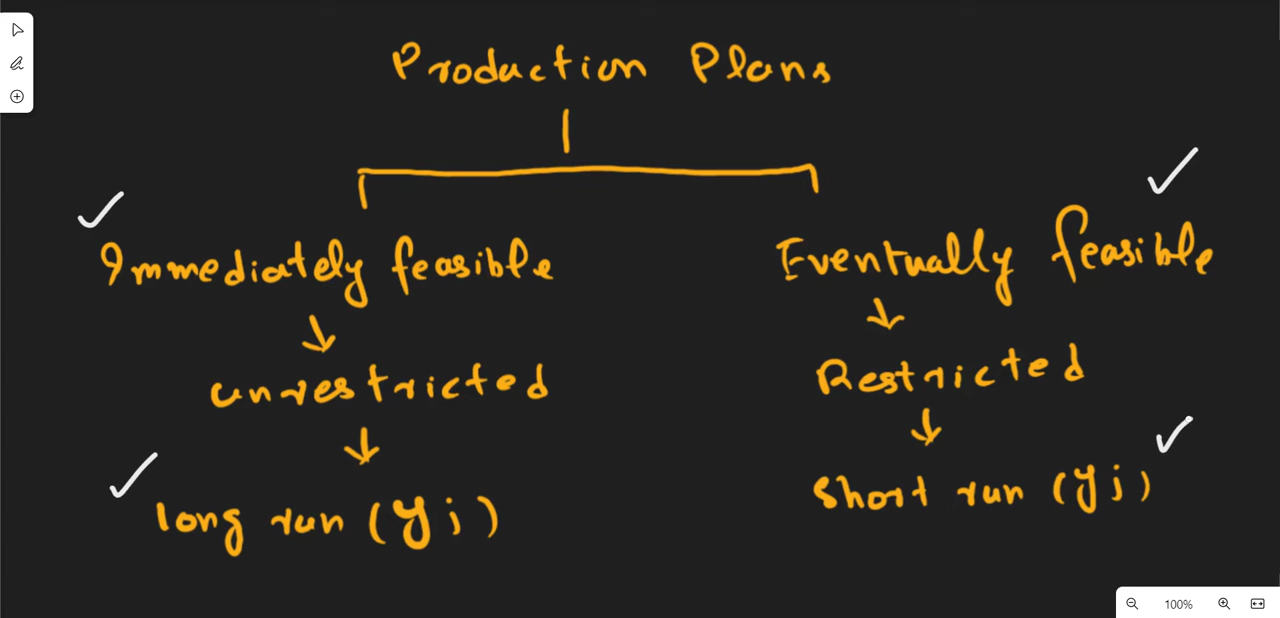 Production Plans
Immediately feasible
Eventually feasible
unrestricted
Restricted
long run (yj)
Short run (yj)
100%